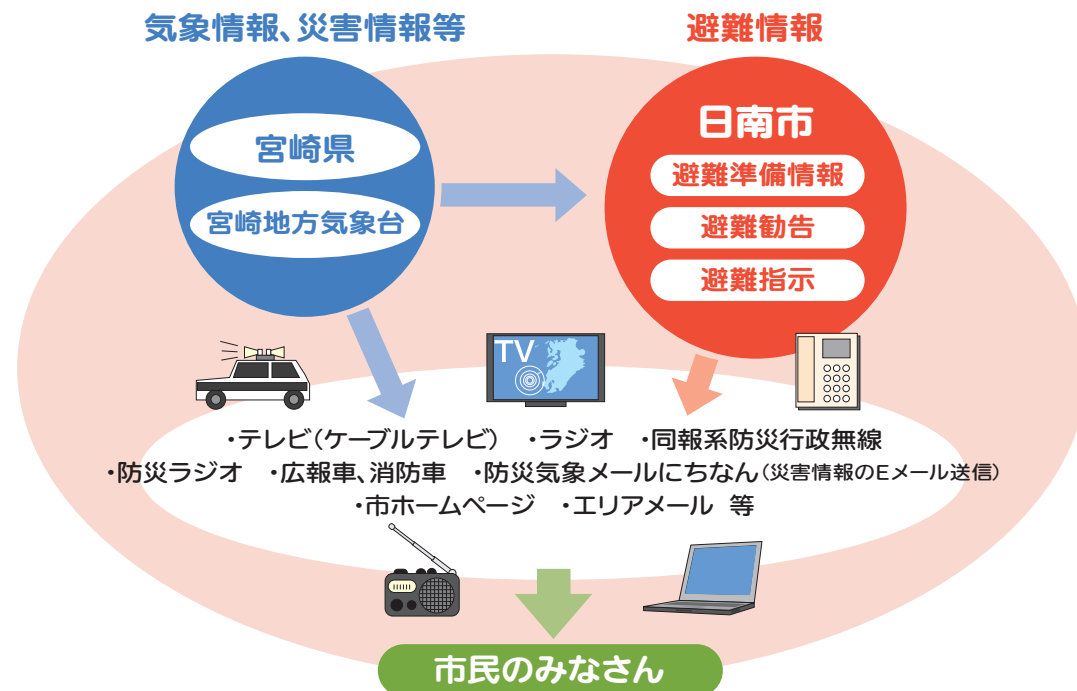 気象情報、災害情報等
避難情報
宮崎県
宮崎地方気象台
日南市
避難準備情報
避難勧告
避難指示
TV
・テレビ(ケーブルテレビ) ・ラジオ ・同報系防災行政無線
・防災ラジオ ・広報車、消防車 ・防災気象メールにちなん(災害情報のEメール送信)
・市ホームページ ・エリアメール 等
市民のみなさん